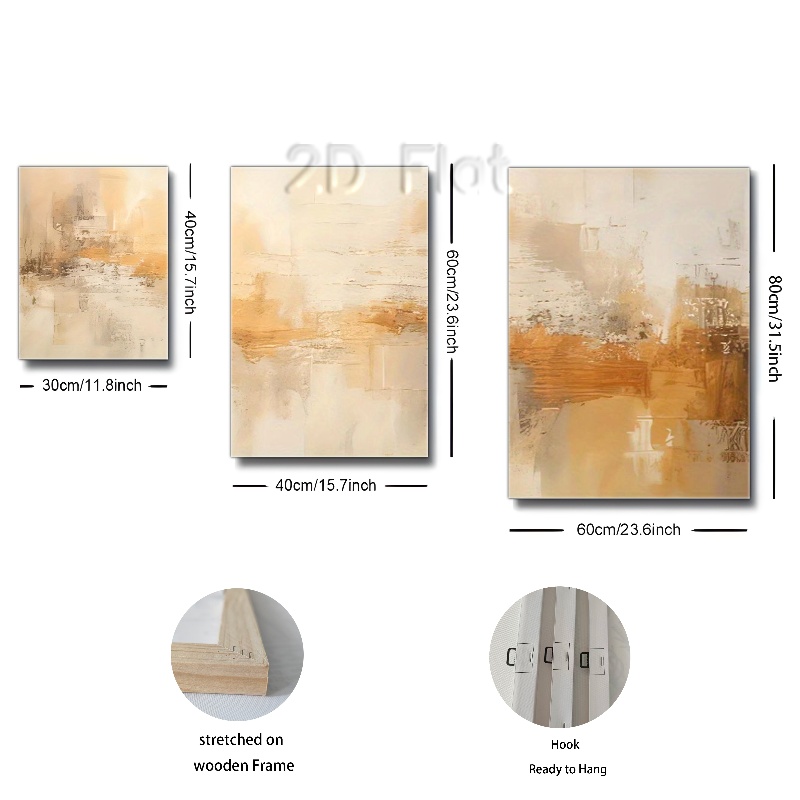 2D Flat
40cm/15.7inch
30cm/11.8inch
60cm/23.6inch
40cm/15.7inch
80cm/31.5inch
60cm/23.6inch
stretched on
wooden Frame
Hook
Ready to Hang